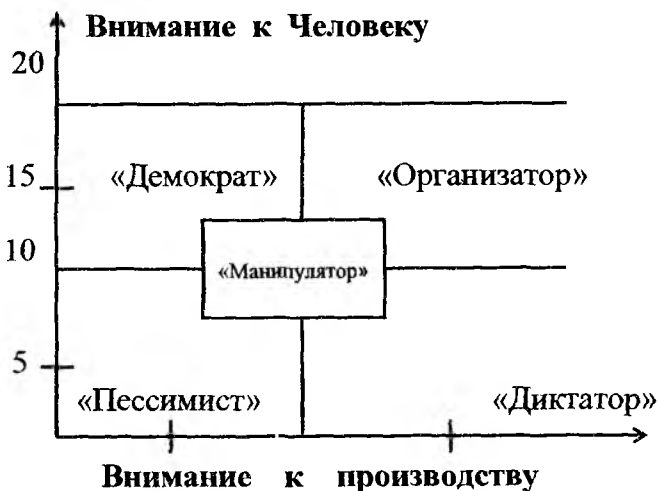 Внимание к Человеку
20
15
«Демократ» «Организатор»
10
«Манипулятор»
5
«Пессимист» «Диктатор»
Внимание к производству